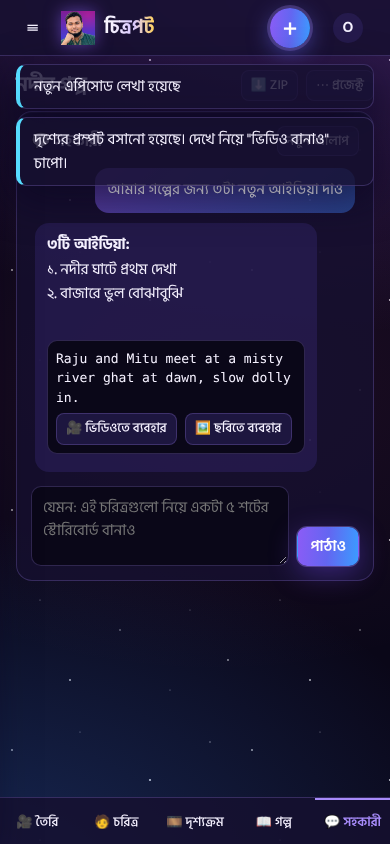 চিত্রপট
+
O
ZIP
প্রজেক্ট
নতুন এপিসোড লেখা হয়েছে
দৃশ্যের প্রম্পট বসানো হয়েছে। দেখে নিয়ে "ভিডিও বানাও"
চাপো।
আমার গল্পের জন্য ৩টা নতুন আইডিয়া দাও
৩টি আইডিয়া:
১. নদীর ঘাটে প্রথম দেখা
২. বাজারে ভুল বোঝাবুঝি
Raju and Mitu meet at a misty
river ghat at dawn, slow dolly
in.
ভিডিওতে ব্যবহার
ছবিতে ব্যবহার
যেমন: এই চরিত্রগুলো নিয়ে একটা ৫ শটের
স্টোরিবোর্ড বানাও
পাঠাও
তৈরি
চরিত্র
দৃশ্যক্রম
গল্প
সহকারী